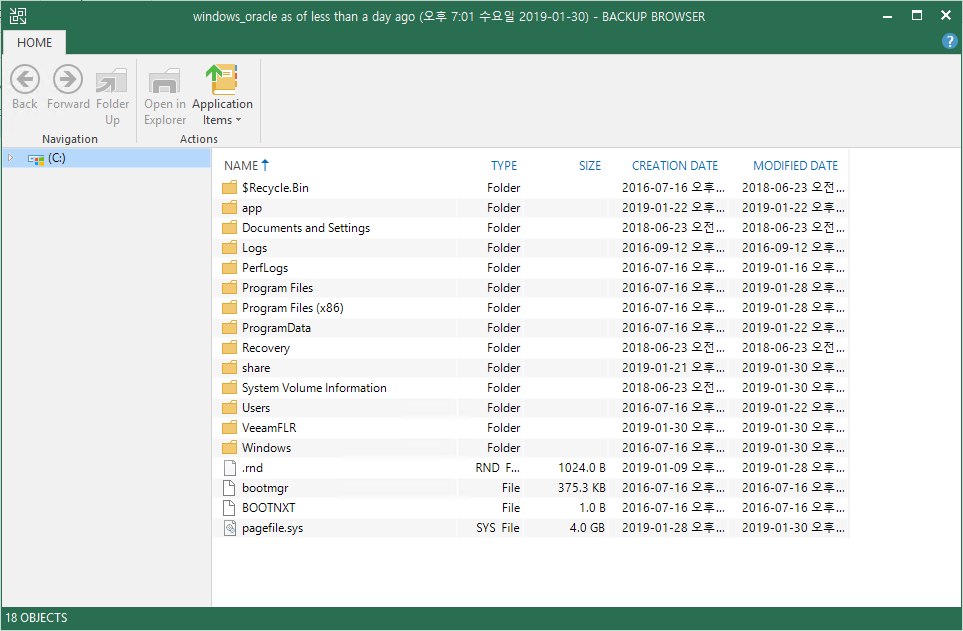 windows_oracle as of less than a day ago (오후 7:01 수요일 2019-01-30) - BACKUP BROWSER
HOME
?
Back Forward Folder Up Open in Explorer Application Items
Navigation Actions
(C:)
NAME TYPE SIZE CREATION DATE MODIFIED DATE
$Recycle.Bin Folder 2016-07-16 오후... 2018-06-23 오전...
app Folder 2019-01-22 오후... 2019-01-22 오후...
Documents and Settings Folder 2018-06-23 오전... 2018-06-23 오전...
Logs Folder 2016-09-12 오후... 2016-09-12 오후...
PerfLogs Folder 2016-07-16 오후... 2019-01-16 오후...
Program Files Folder 2016-07-16 오후... 2019-01-28 오후...
Program Files (x86) Folder 2016-07-16 오후... 2019-01-28 오후...
ProgramData Folder 2016-07-16 오후... 2019-01-22 오후...
Recovery Folder 2018-06-23 오전... 2018-06-23 오전...
share Folder 2019-01-21 오후... 2019-01-30 오후...
System Volume Information Folder 2018-06-23 오전... 2019-01-30 오후...
Users Folder 2016-07-16 오후... 2019-01-22 오후...
VeeamFLR Folder 2019-01-30 오후... 2019-01-30 오후...
Windows Folder 2016-07-16 오후... 2019-01-30 오후...
.rnd RND F... 1024.0 B 2019-01-09 오후... 2019-01-28 오후...
bootmgr File 375.3 KB 2016-07-16 오후... 2016-07-16 오후...
BOOTNXT File 1.0 B 2016-07-16 오후... 2016-07-16 오후...
pagefile.sys SYS File 4.0 GB 2019-01-28 오후... 2019-01-30 오후...
18 OBJECTS